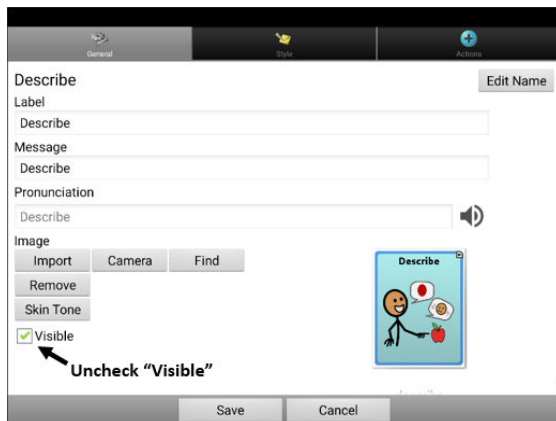 General
Style
Actions
Describe
Edit Name
Label
Describe
Message
Describe
Pronunciation
Describe
Image
Import Camera Find
Describe
Remove
Skin Tone
Visible
Uncheck “Visible”
describe
Save Cancel